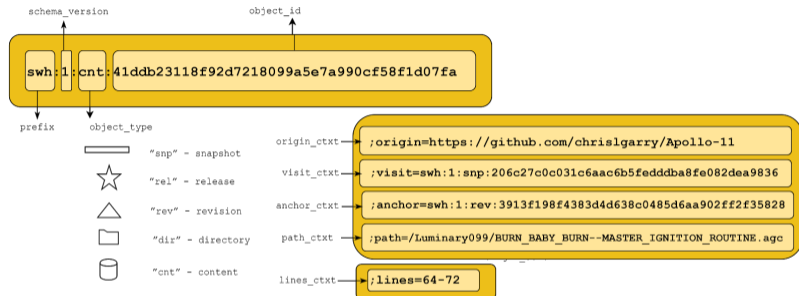 schema_version
object_id
swh:1:cnt:41ddb23118f92d7218099a5e7a990cf58f1d07fa
prefix
object_type
"snp" - snapshot
"rel" - release
"rev" - revision
"dir" - directory
"cnt" - content
origin_ctxt
;origin=https://github.com/chrislgarry/Apollo-11
visit_ctxt
;visit=swh:1:snp:206c27c0c031c6aac6b5fedddba8fe082dea9836
anchor_ctxt
;anchor=swh:1:rev:3913f198f4383d4d638c0485d6aa902ff2f35828
path_ctxt
;path=/Luminary099/BURN_BABY_BURN--MASTER_IGNITION_ROUTINE.agc
lines_ctxt
;lines=64-72